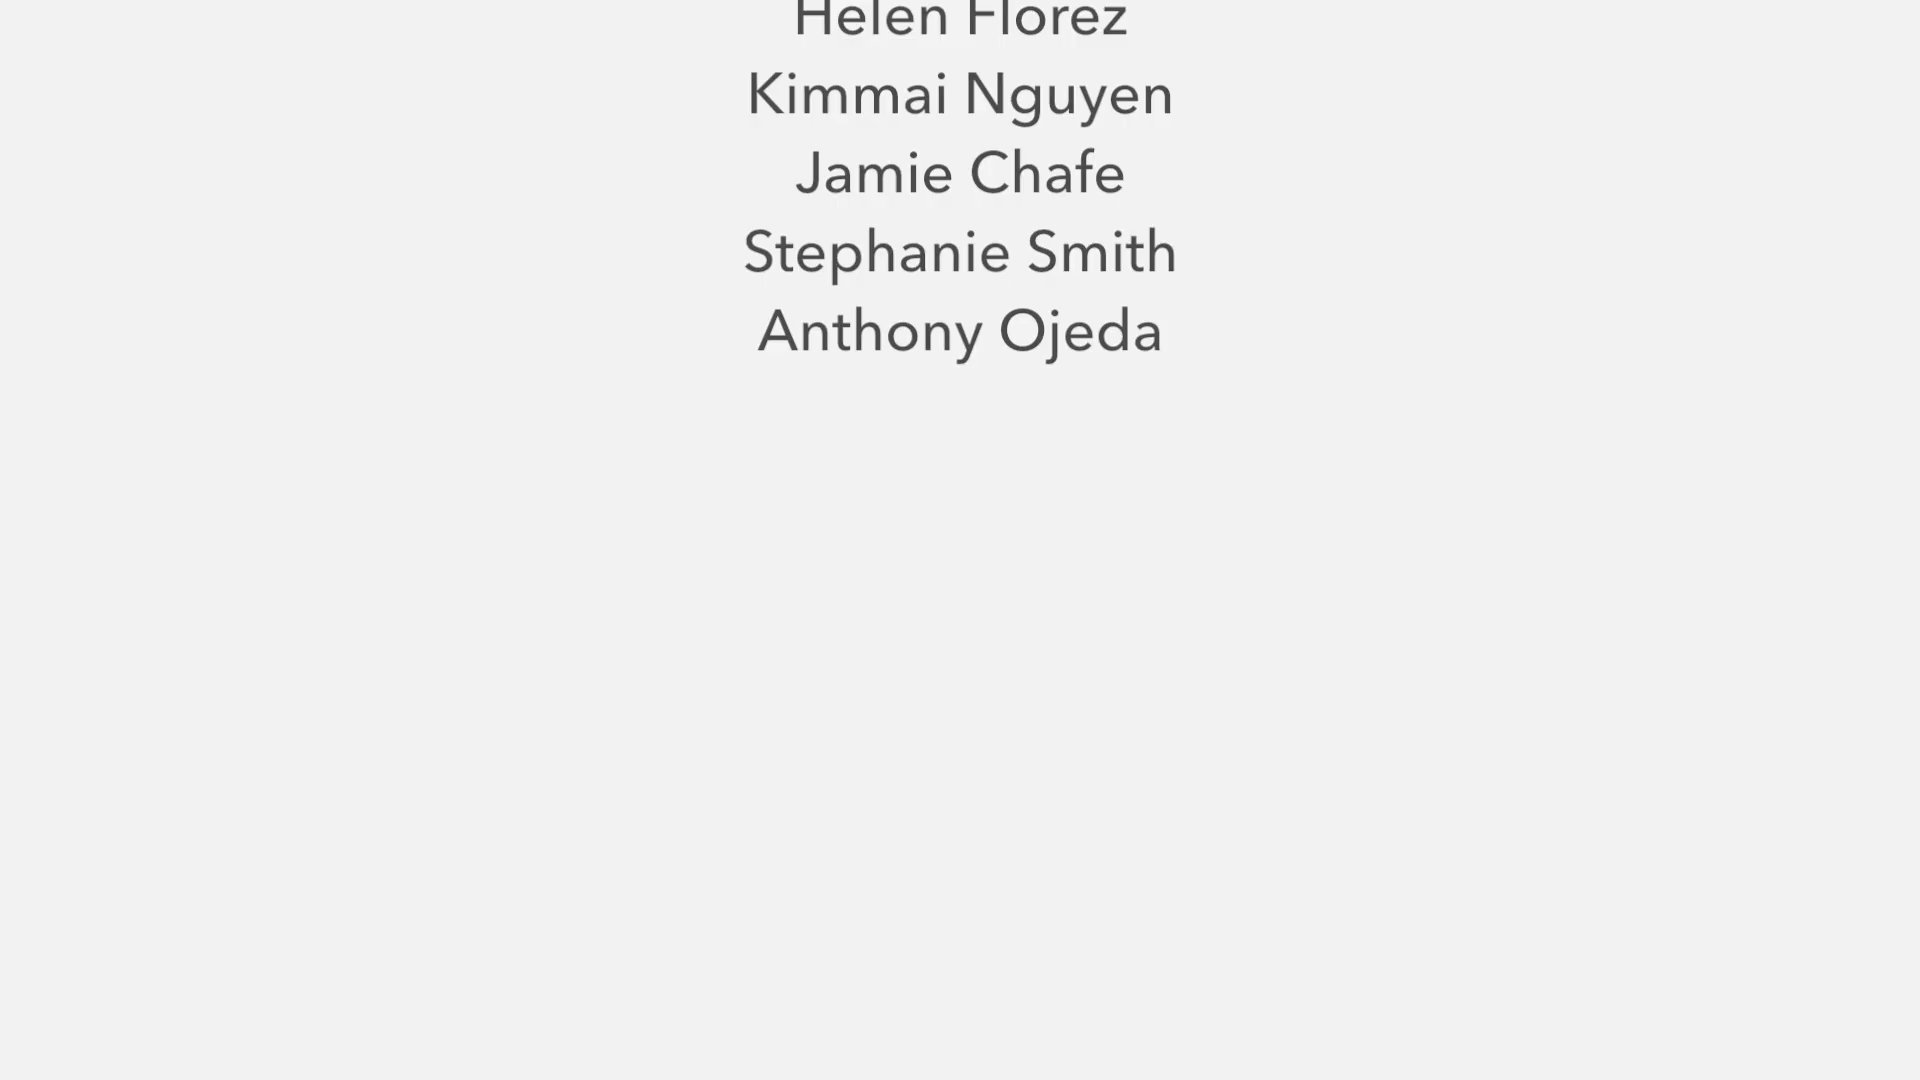 Helen Florez
Kimmai Nguyen
Jamie Chafe
Stephanie Smith
Anthony Ojeda